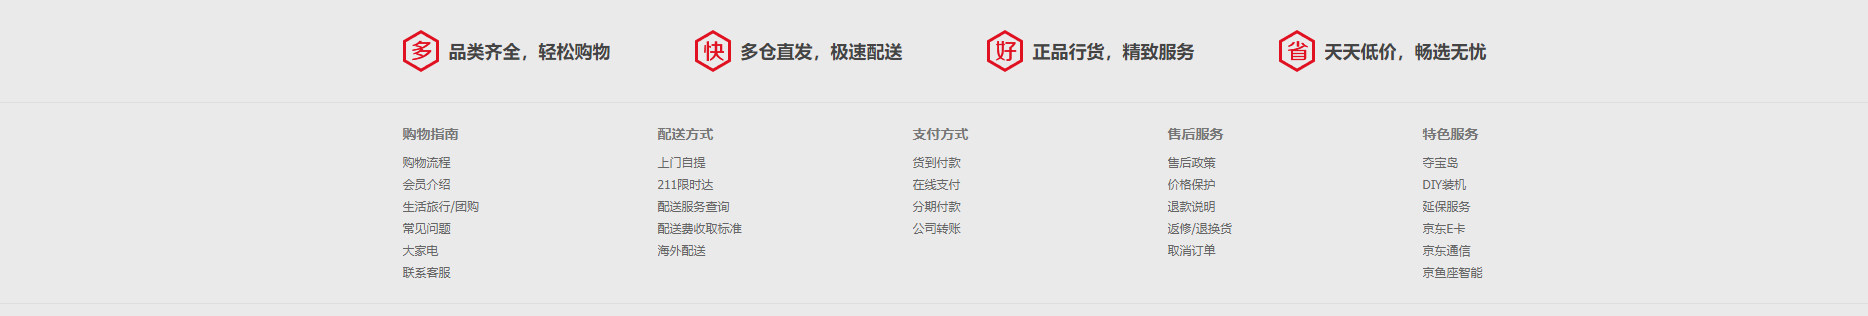 多 品类齐全，轻松购物
快 多仓直发，极速配送
好 正品行货，精致服务
省 天天低价，畅选无忧
购物指南
购物流程
会员介绍
生活旅行/团购
常见问题
大家电
联系客服
配送方式
上门自提
211限时达
配送服务查询
配送费收取标准
海外配送
支付方式
货到付款
在线支付
分期付款
公司转账
售后服务
售后政策
价格保护
退款说明
返修/退换货
取消订单
特色服务
夺宝岛
DIY装机
延保服务
京东E卡
京东通信
京鱼座智能